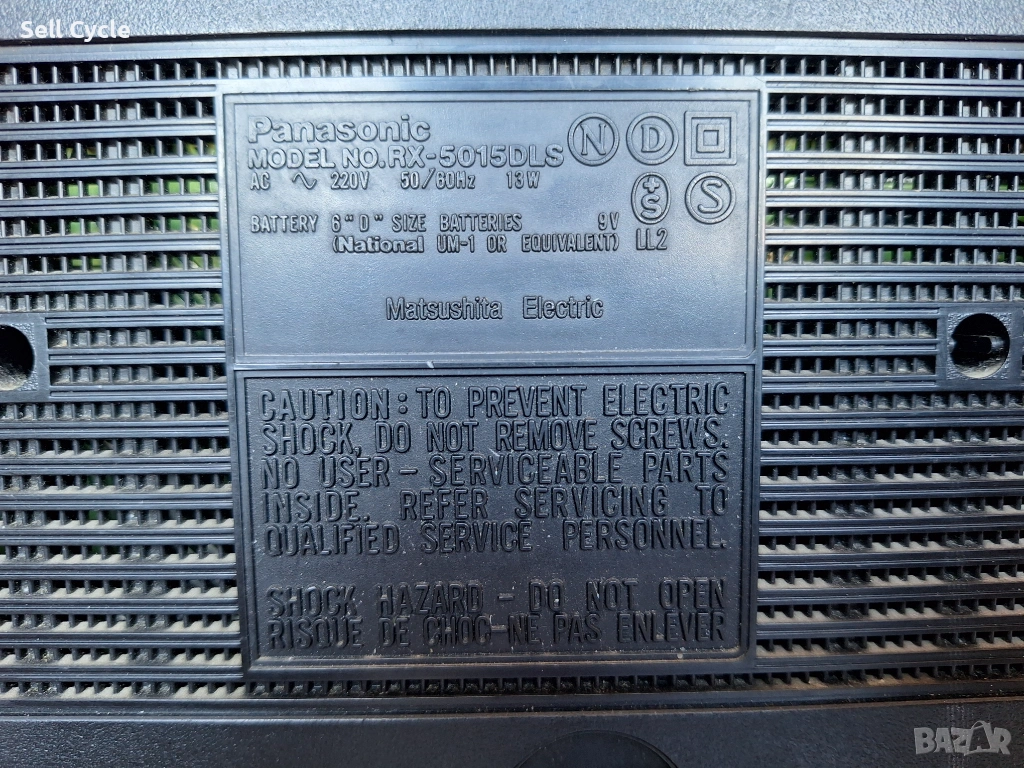 Sell Cycle
Panasonic
MODEL NO. RX-5015DLS
N D
AC ∿ 220V 50/60Hz 13W
+S S
BATTERY 6 "D" SIZE BATTERIES 9V
(National UM-1 OR EQUIVALENT) LL2
Matsushita Electric
CAUTION: TO PREVENT ELECTRIC
SHOCK, DO NOT REMOVE SCREWS.
NO USER-SERVICEABLE PARTS
INSIDE. REFER SERVICING TO
QUALIFIED SERVICE PERSONNEL.
SHOCK HAZARD - DO NOT OPEN
RISQUE DE CHOC-NE PAS ENLEVER
BAZAR